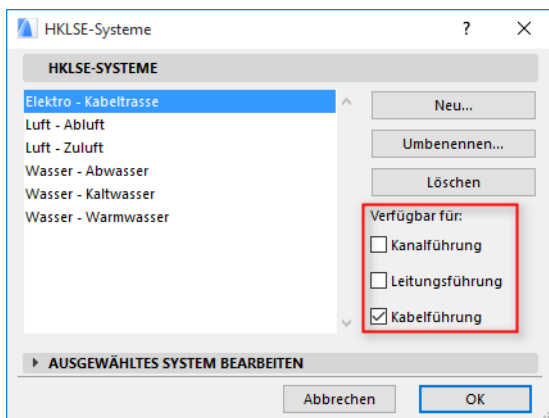 HKLSE-Systeme
?
HKLSE-SYSTEME
Elektro - Kabeltrasse
Luft - Abluft
Luft - Zuluft
Wasser - Abwasser
Wasser - Kaltwasser
Wasser - Warmwasser
Neu...
Umbenennen...
Löschen
Verfügbar für:
Kanalführung
Leitungsführung
Kabelführung
AUSGEWÄHLTES SYSTEM BEARBEITEN
Abbrechen
OK